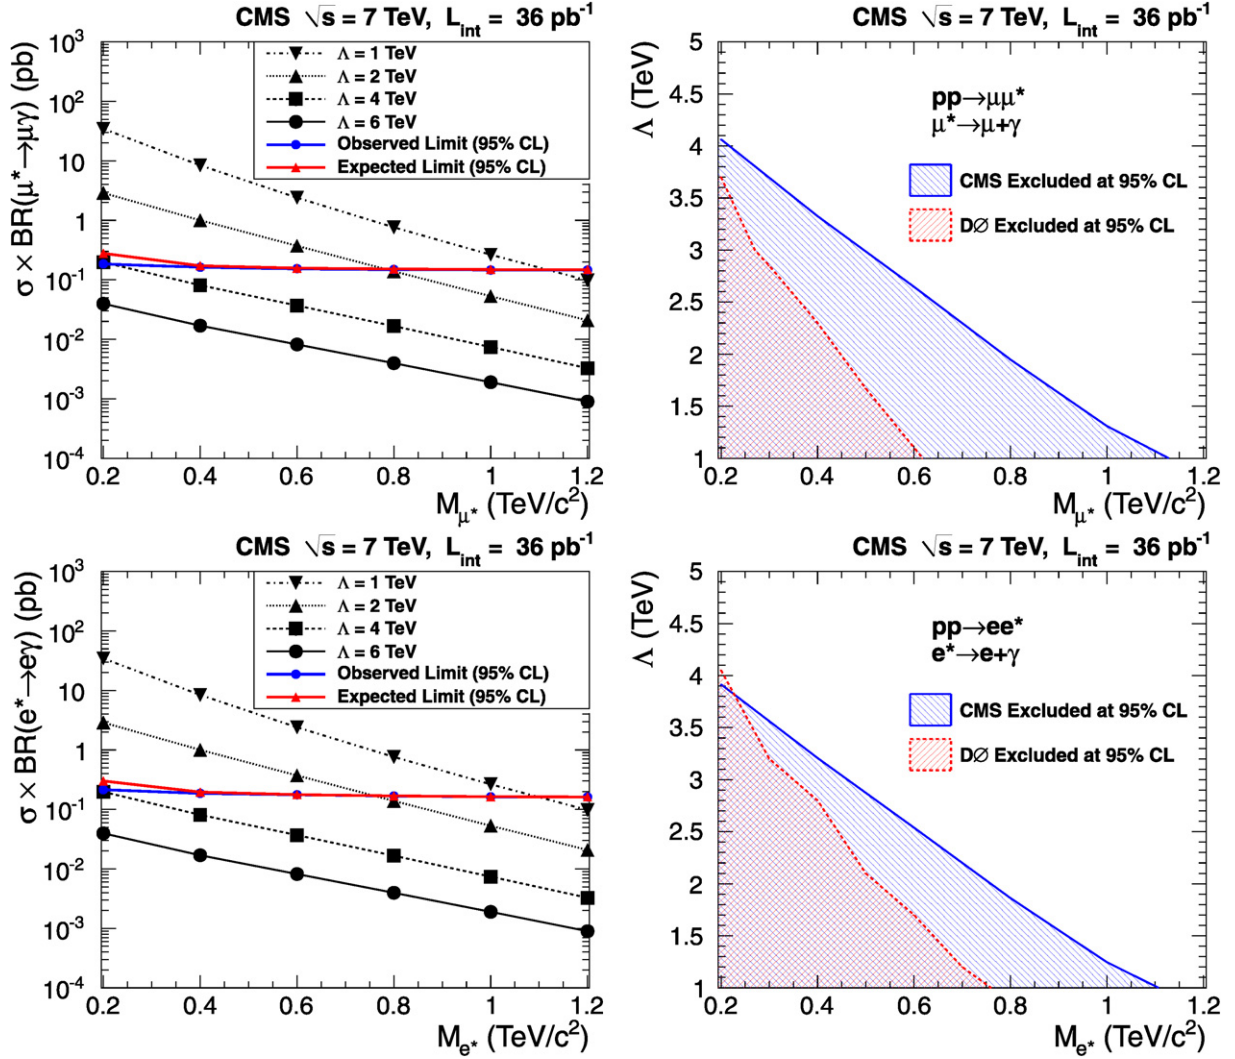 CMS √s = 7 TeV, L_int = 36 pb⁻¹
σ × BR(μ*→μγ) (pb)
10³
10²
10
1
10⁻¹
10⁻²
10⁻³
10⁻⁴
Λ = 1 TeV
Λ = 2 TeV
Λ = 4 TeV
Λ = 6 TeV
Observed Limit (95% CL)
Expected Limit (95% CL)
0.2 0.4 0.6 0.8 1 1.2
M_μ* (TeV/c²)
CMS √s = 7 TeV, L_int = 36 pb⁻¹
Λ (TeV)
5
4.5
4
3.5
3
2.5
2
1.5
1
pp→μμ*
μ*→μ+γ
CMS Excluded at 95% CL
DØ Excluded at 95% CL
0.2 0.4 0.6 0.8 1 1.2
M_μ* (TeV/c²)
CMS √s = 7 TeV, L_int = 36 pb⁻¹
σ × BR(e*→eγ) (pb)
10³
10²
10
1
10⁻¹
10⁻²
10⁻³
10⁻⁴
Λ = 1 TeV
Λ = 2 TeV
Λ = 4 TeV
Λ = 6 TeV
Observed Limit (95% CL)
Expected Limit (95% CL)
0.2 0.4 0.6 0.8 1 1.2
M_e* (TeV/c²)
CMS √s = 7 TeV, L_int = 36 pb⁻¹
Λ (TeV)
5
4.5
4
3.5
3
2.5
2
1.5
1
pp→ee*
e*→e+γ
CMS Excluded at 95% CL
DØ Excluded at 95% CL
0.2 0.4 0.6 0.8 1 1.2
M_e* (TeV/c²)